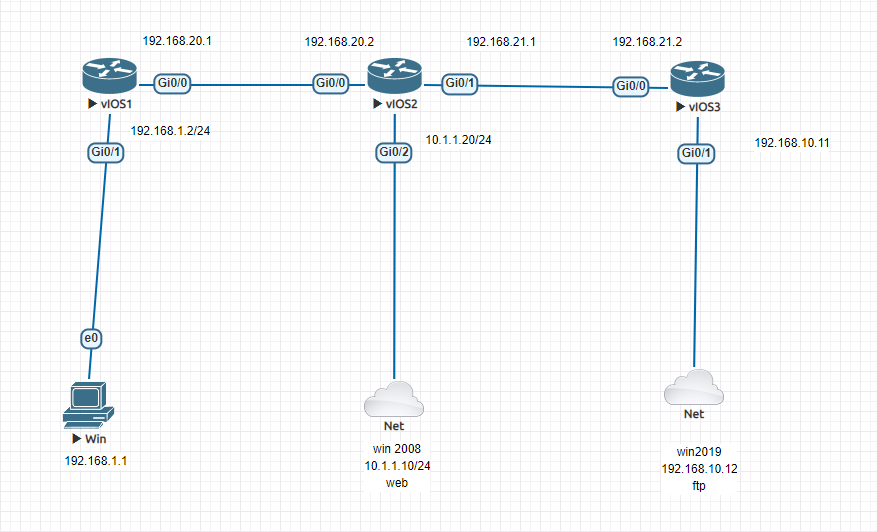 192.168.20.1
192.168.20.2
192.168.21.1
192.168.21.2
Gi0/0
Gi0/0
Gi0/1
Gi0/0
vIOS1
vIOS2
vIOS3
192.168.1.2/24
10.1.1.20/24
192.168.10.11
Gi0/1
Gi0/2
Gi0/1
e0
Win
192.168.1.1
Net
win 2008
10.1.1.10/24
web
Net
win2019
192.168.10.12
ftp